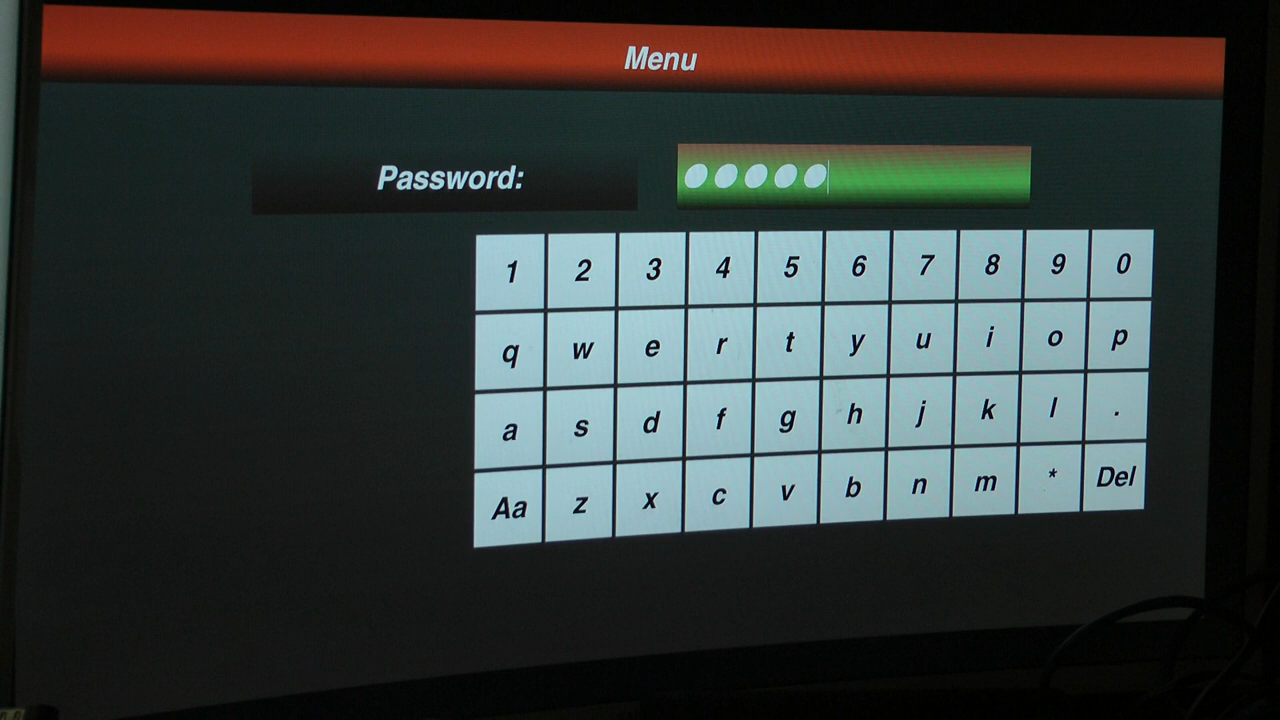 Menu
Password: ●●●●●
1 2 3 4 5 6 7 8 9 0
q w e r t y u i o p
a s d f g h j k l .
Aa z x c v b n m * Del